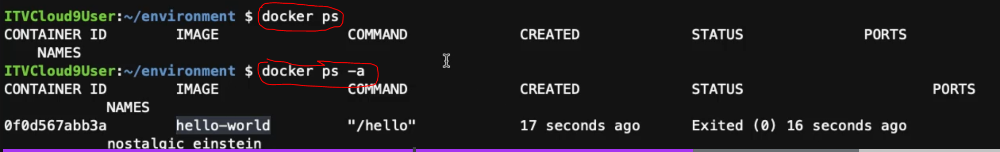 ITVCloud9User:~/environment $ docker ps
CONTAINER ID IMAGE COMMAND CREATED STATUS PORTS
NAMES
ITVCloud9User:~/environment $ docker ps -a
CONTAINER ID IMAGE COMMAND CREATED STATUS PORTS
NAMES
0f0d567abb3a hello-world "/hello" 17 seconds ago Exited (0) 16 seconds ago
nostalgic_einstein